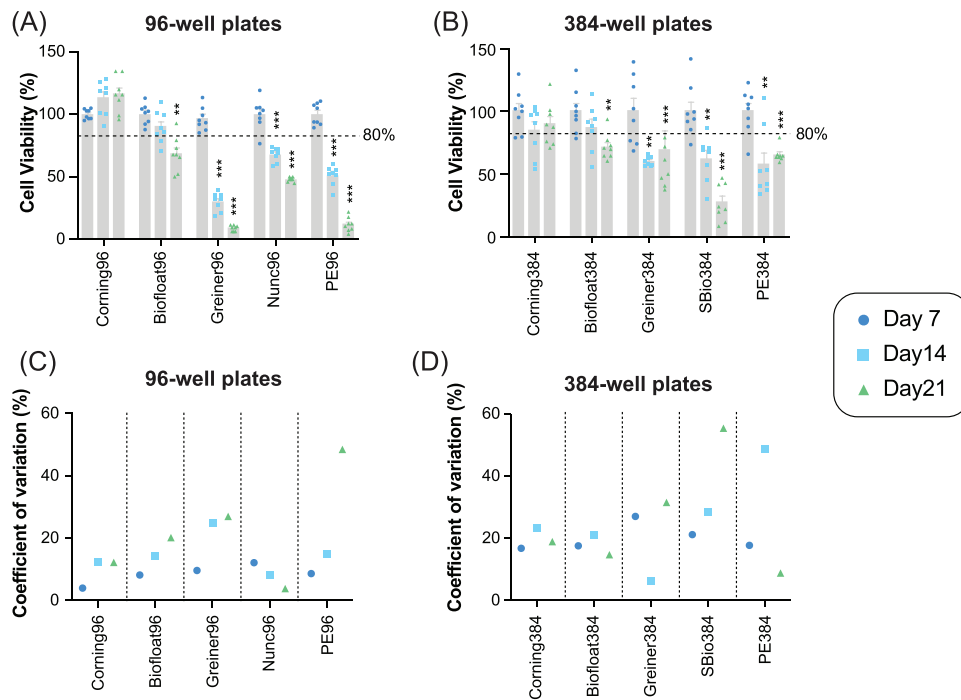 (A)
96-well plates
Cell Viability (%)
150
100
50
0
80%
**
***
***
***
***
***
***
Corning96
Biofloat96
Greiner96
Nunc96
PE96
(B)
384-well plates
Cell Viability (%)
150
100
50
0
80%
**
**
***
**
***
**
***
Corning384
Biofloat384
Greiner384
SBio384
PE384
Day 7
Day14
Day21
(C)
96-well plates
Coefficient of variation (%)
60
40
20
0
Corning96
Biofloat96
Greiner96
Nunc96
PE96
(D)
384-well plates
Coefficient of variation (%)
60
40
20
0
Corning384
Biofloat384
Greiner384
SBio384
PE384